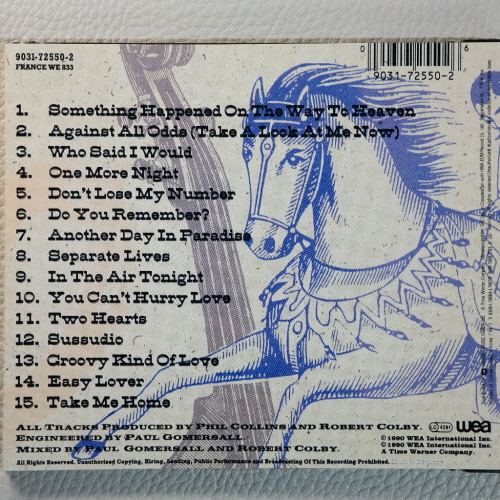 9031-72550-2
FRANCE WE 833
0 6
9031-72550-2
1. Something Happened On The Way To Heaven
2. Against All Odds (Take A Look At Me Now)
3. Who Said I Would
4. One More Night
5. Don't Lose My Number
6. Do You Remember?
7. Another Day In Paradise
8. Separate Lives
9. In The Air Tonight
10. You Can't Hurry Love
11. Two Hearts
12. Sussudio
13. Groovy Kind Of Love
14. Easy Lover
15. Take Me Home
All Tracks Produced by Phil Collins and Robert Colby.
Engineered by Paul Gomersall.
Mixed by Paul Gomersall and Robert Colby.
LC 4281 wea
℗ 1990 WEA International Inc.
© 1990 WEA International Inc.
A Time Warner Company.
All Rights Reserved. Unauthorized Copying, Hiring, Lending, Public Performance and Broadcasting Of This Recording Prohibited.